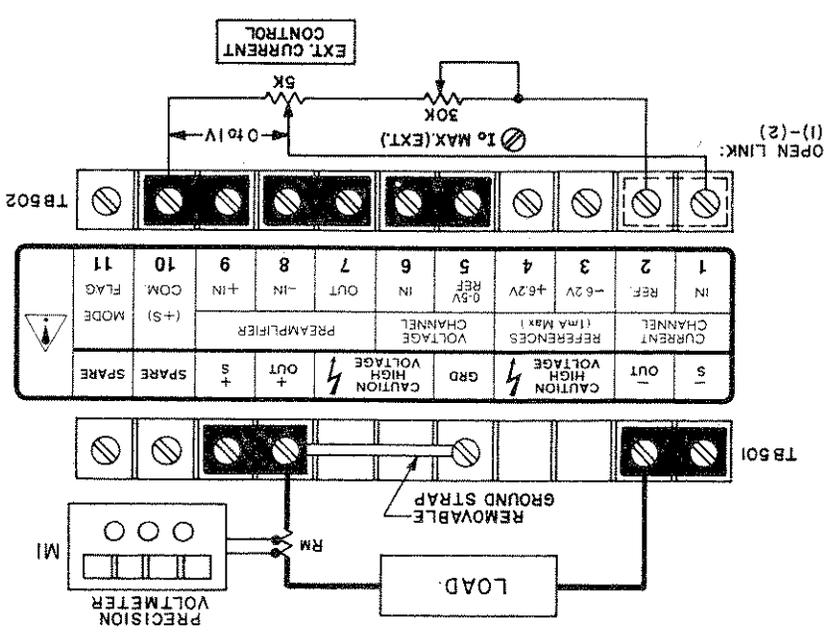 PRECISION
VOLTMETER
LOAD
RM
M1
REMOVABLE
GROUND STRAP
TB501
–
S
–
OUT
CAUTION
HIGH
VOLTAGE
GRD
CAUTION
HIGH
VOLTAGE
+
OUT
+
S
SPARE
SPARE
CURRENT
CHANNEL
REFERENCES
(1mA Max)
VOLTAGE
CHANNEL
PREAMPLIFIER
(+S)
COM.
MODE
FLAG
IN
REF.
–6.2V
+6.2V
0-5V
REF
IN
OUT
–IN
+IN
1 2 3 4 5 6 7 8 9 10 11
TB502
OPEN LINK:
(1)-(2)
Io MAX.(EXT.)
0 to 1V
30K
5K
EXT. CURRENT
CONTROL